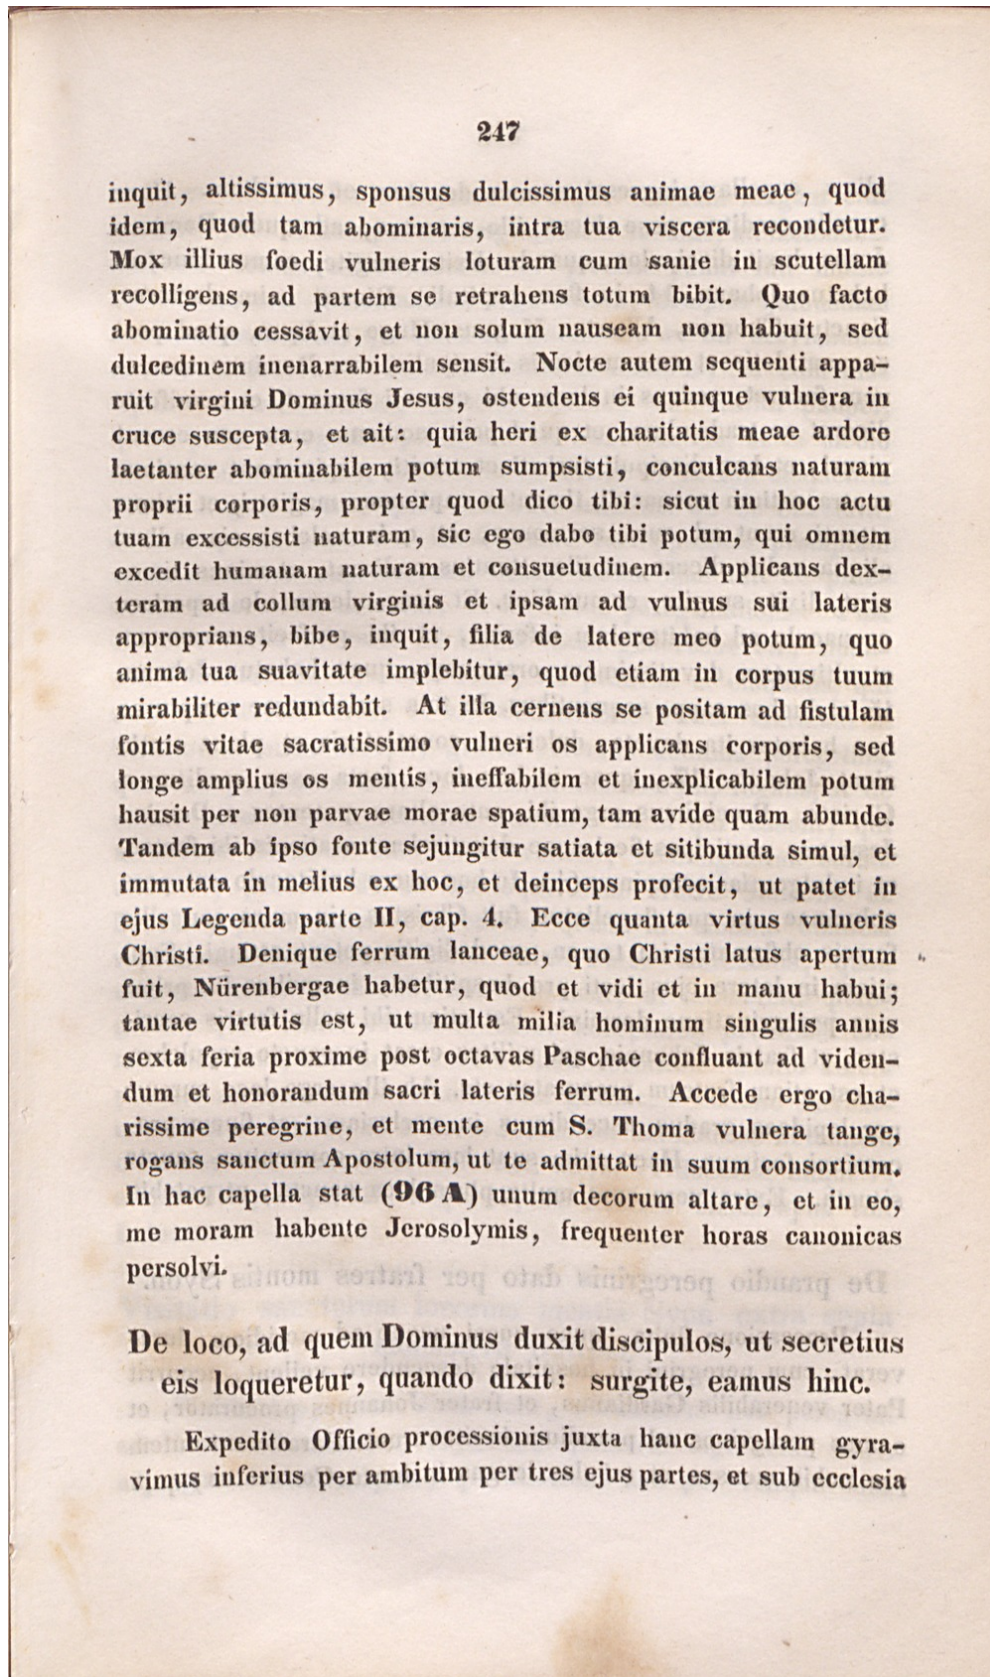 247
inquit, altissimus, sponsus dulcissimus animae meae, quod
idem, quod tam abominaris, intra tua viscera recondetur.
Mox illius foedi vulneris loturam cum sanie in scutellam
recolligens, ad partem se retrahens totum bibit. Quo facto
abominatio cessavit, et non solum nauseam non habuit, sed
dulcedinem inenarrabilem sensit. Nocte autem sequenti appa-
ruit virgini Dominus Jesus, ostendens ei quinque vulnera in
cruce suscepta, et ait: quia heri ex charitatis meae ardore
laetanter abominabilem potum sumpsisti, conculcans naturam
proprii corporis, propter quod dico tibi: sicut in hoc actu
tuam excessisti naturam, sic ego dabo tibi potum, qui omnem
excedit humanam naturam et consuetudinem. Applicans dex-
teram ad collum virginis et ipsam ad vulnus sui lateris
approprians, bibe, inquit, filia de latere meo potum, quo
anima tua suavitate implebitur, quod etiam in corpus tuum
mirabiliter redundabit. At illa cernens se positam ad fistulam
fontis vitae sacratissimo vulneri os applicans corporis, sed
longe amplius os mentis, ineffabilem et inexplicabilem potum
hausit per non parvae morae spatium, tam avide quam abunde.
Tandem ab ipso fonte sejungitur satiata et sitibunda simul, et
immutata in melius ex hoc, et deinceps profecit, ut patet in
ejus Legenda parte II, cap. 4. Ecce quanta virtus vulneris
Christi. Denique ferrum lanceae, quo Christi latus apertum
fuit, Nürenbergae habetur, quod et vidi et in manu habui;
tantae virtutis est, ut multa milia hominum singulis annis
sexta feria proxime post octavas Paschae confluant ad viden-
dum et honorandum sacri lateris ferrum. Accede ergo cha-
rissime peregrine, et mente cum S. Thoma vulnera tange,
rogans sanctum Apostolum, ut te admittat in suum consortium.
In hac capella stat (96 A) unum decorum altare, et in eo,
me moram habente Jerosolymis, frequenter horas canonicas
persolvi.
De loco, ad quem Dominus duxit discipulos, ut secretius
eis loqueretur, quando dixit: surgite, eamus hinc.
Expedito Officio processionis juxta hanc capellam gyra-
vimus inferius per ambitum per tres ejus partes, et sub ecclesia